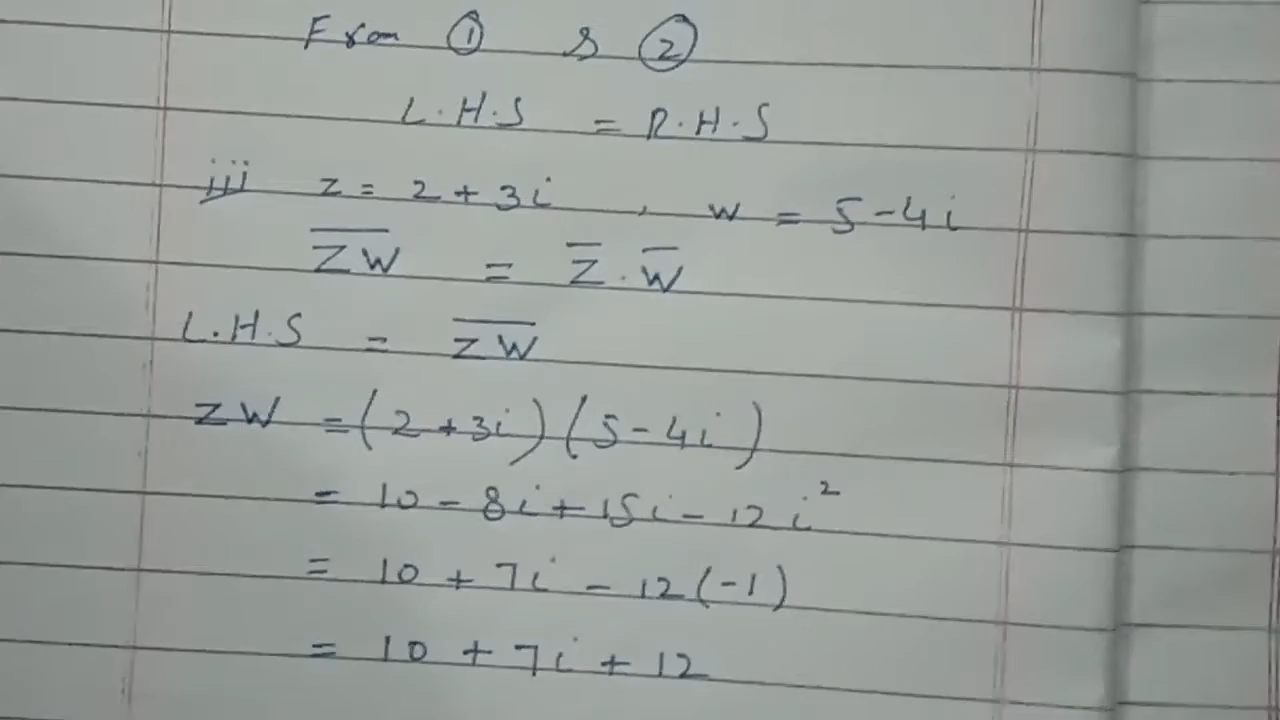 From ① & ②
L.H.S = R.H.S
iii z = 2 + 3i , w = 5 - 4i
\overline{zw} = \overline{z} . \overline{w}
L.H.S = \overline{zw}
zw = (2 + 3i) (5 - 4i)
= 10 - 8i + 15i - 12i²
= 10 + 7i - 12(-1)
= 10 + 7i + 12